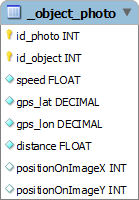 _object_photo
id_photo INT
id_object INT
speed FLOAT
gps_lat DECIMAL
gps_lon DECIMAL
distance FLOAT
positionOnImageX INT
positionOnImageY INT